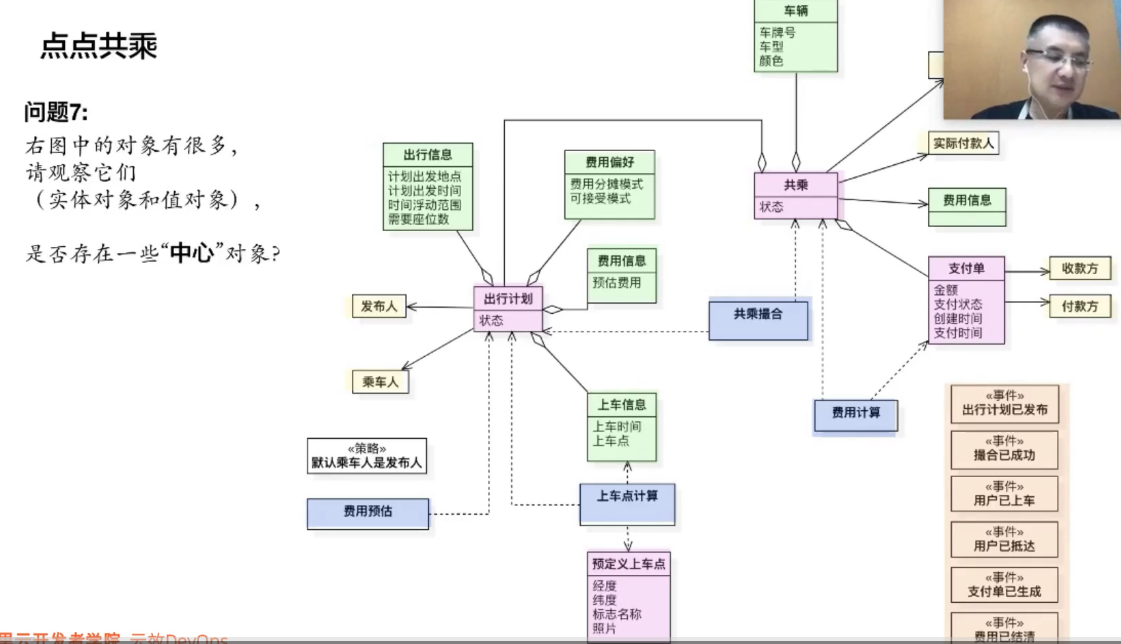 点点共乘
问题7:
右图中的对象有很多，
请观察它们
（实体对象和值对象），
是否存在一些“中心”对象?
车辆
车牌号
车型
颜色
出行信息
计划出发地点
计划出发时间
时间浮动范围
需要座位数
费用偏好
费用分摊模式
可接受模式
费用信息
预估费用
共乘
状态
实际付款人
费用信息
支付单
金额
支付状态
创建时间
支付时间
收款方
付款方
发布人
出行计划
状态
乘车人
共乘撮合
费用计算
上车信息
上车时间
上车点
«策略»
默认乘车人是发布人
费用预估
上车点计算
预定义上车点
经度
纬度
标志名称
照片
«事件»
出行计划已发布
«事件»
撮合已成功
«事件»
用户已上车
«事件»
用户已抵达
«事件»
支付单已生成
«事件»
费用已结清
云开发者学院 云效DevOps